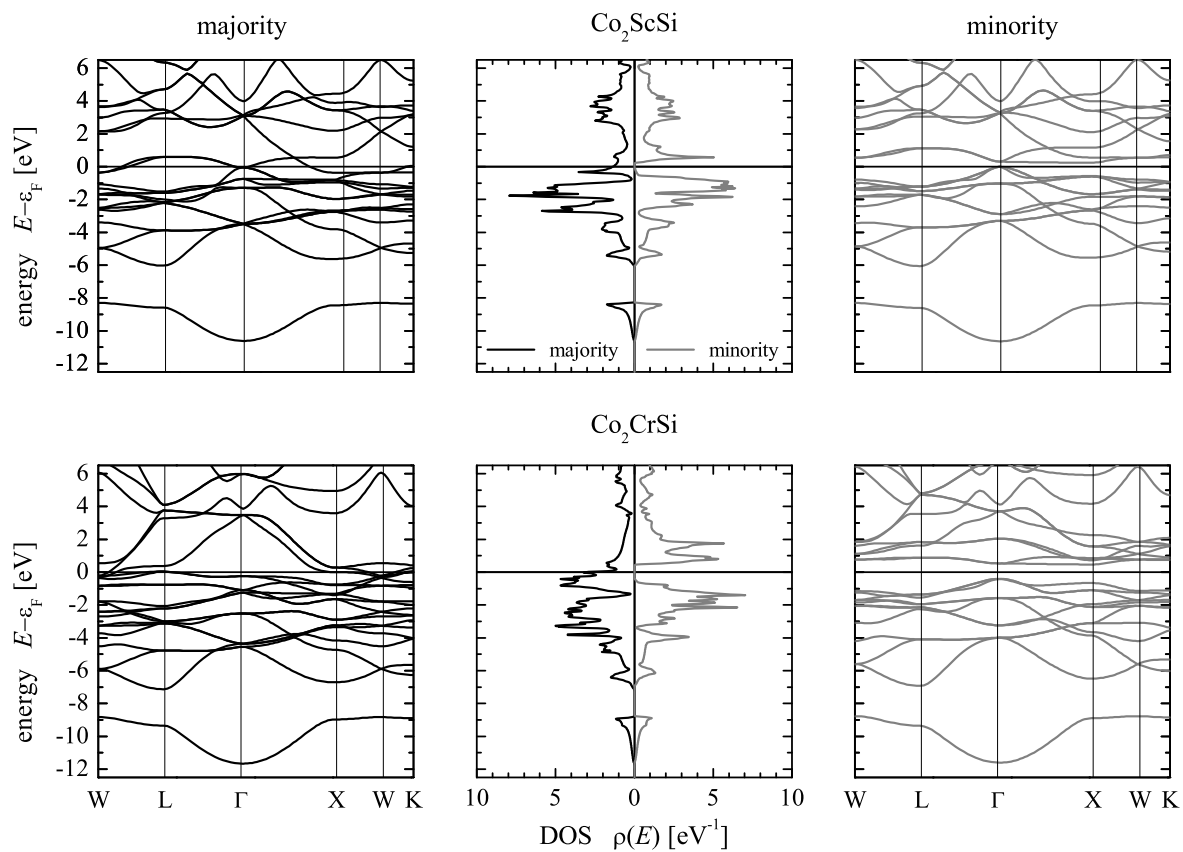 majority
Co2ScSi
minority
energy E−εF [eV]
6
4
2
0
-2
-4
-6
-8
-10
-12
majority
minority
Co2CrSi
energy E−εF [eV]
6
4
2
0
-2
-4
-6
-8
-10
-12
W L Γ X W K
10 5 0 5 10
W L Γ X W K
DOS ρ(E) [eV-1]